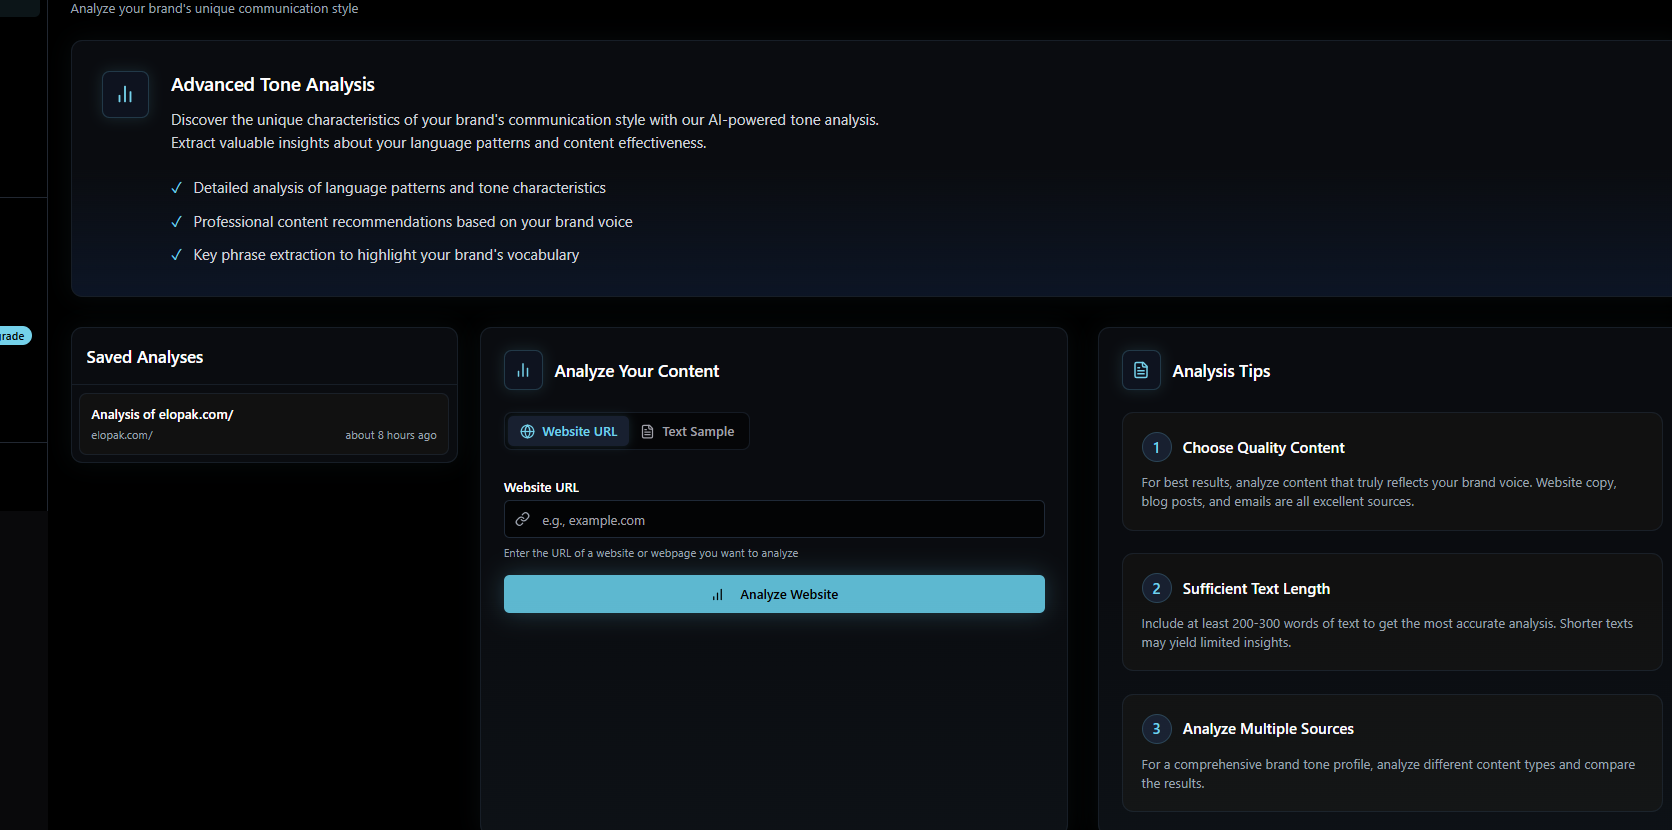 Analyze your brand's unique communication style
Advanced Tone Analysis
Discover the unique characteristics of your brand's communication style with our AI-powered tone analysis.
Extract valuable insights about your language patterns and content effectiveness.
Detailed analysis of language patterns and tone characteristics
Professional content recommendations based on your brand voice
Key phrase extraction to highlight your brand's vocabulary
Saved Analyses
Analysis of elopak.com/
elopak.com/
about 8 hours ago
Analyze Your Content
Website URL
Text Sample
Website URL
e.g., example.com
Enter the URL of a website or webpage you want to analyze
Analyze Website
Analysis Tips
1
Choose Quality Content
For best results, analyze content that truly reflects your brand voice. Website copy,
blog posts, and emails are all excellent sources.
2
Sufficient Text Length
Include at least 200-300 words of text to get the most accurate analysis. Shorter texts
may yield limited insights.
3
Analyze Multiple Sources
For a comprehensive brand tone profile, analyze different content types and compare
the results.